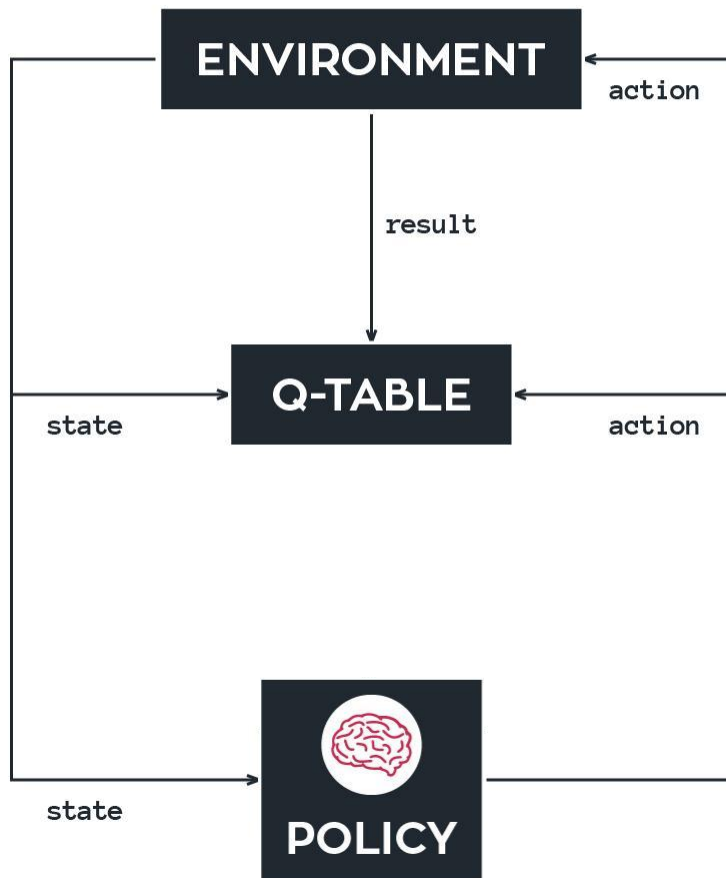 ENVIRONMENT
action
result
Q-TABLE
state
action
state
POLICY